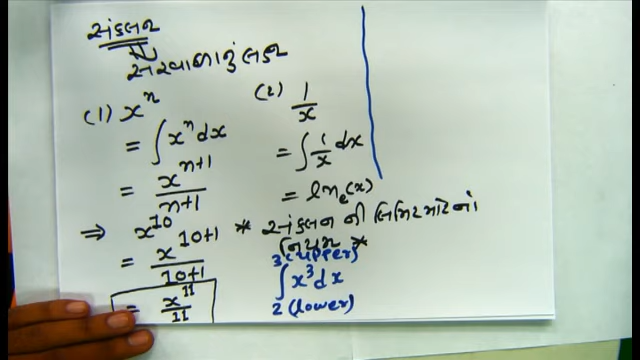 સંકલન
સરવાળાનું લક્ષ
(1) xⁿ
= ∫ xⁿ dx
= xⁿ⁺¹/n+1
⇒ x¹⁰
= x¹⁰⁺¹/10+1
= x¹¹/11
(2) 1/x
= ∫ 1/x dx
= lnₑ(x)
* સંકલન ની લિમિટ માટેનો
નિયમ *
3 (upper)
∫ x³ dx
2 (lower)